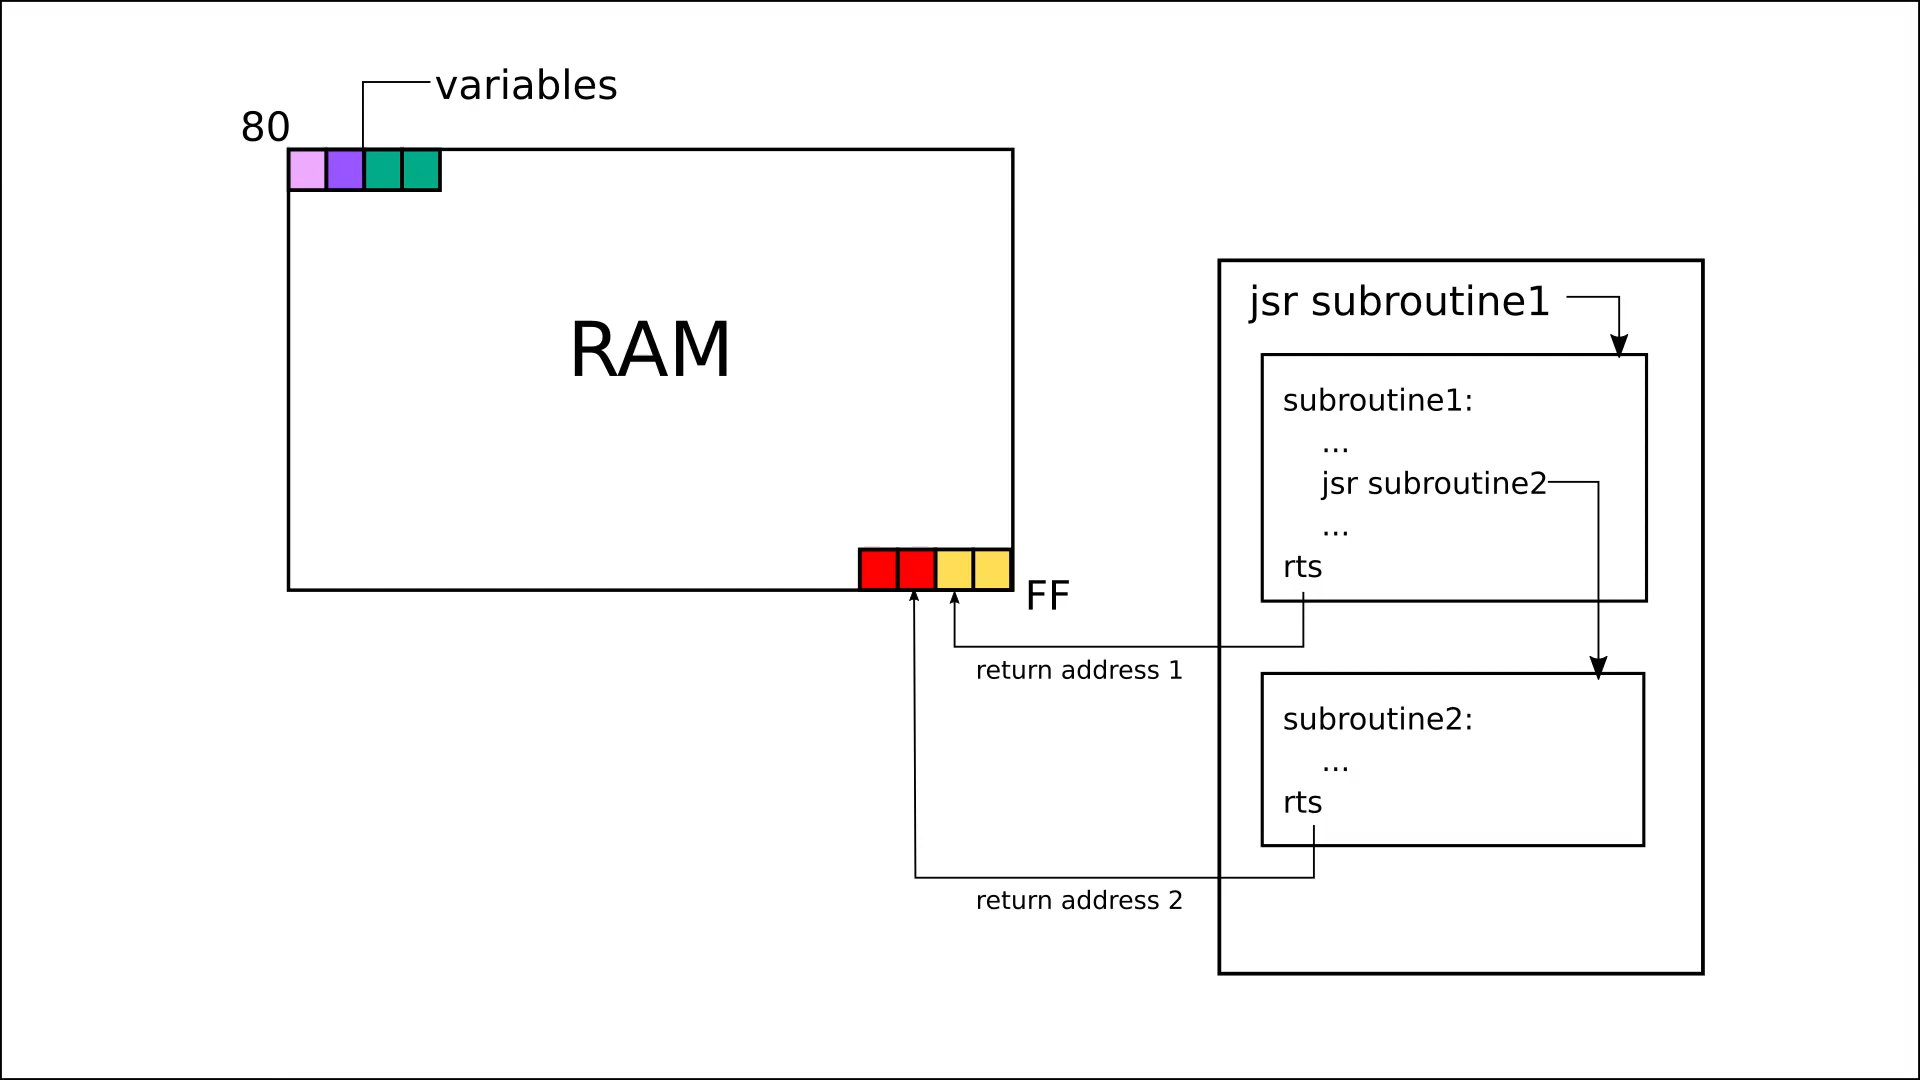 variables
80
RAM
FF
jsr subroutine1
subroutine1:
...
jsr subroutine2
...
rts
return address 1
subroutine2:
...
rts
return address 2